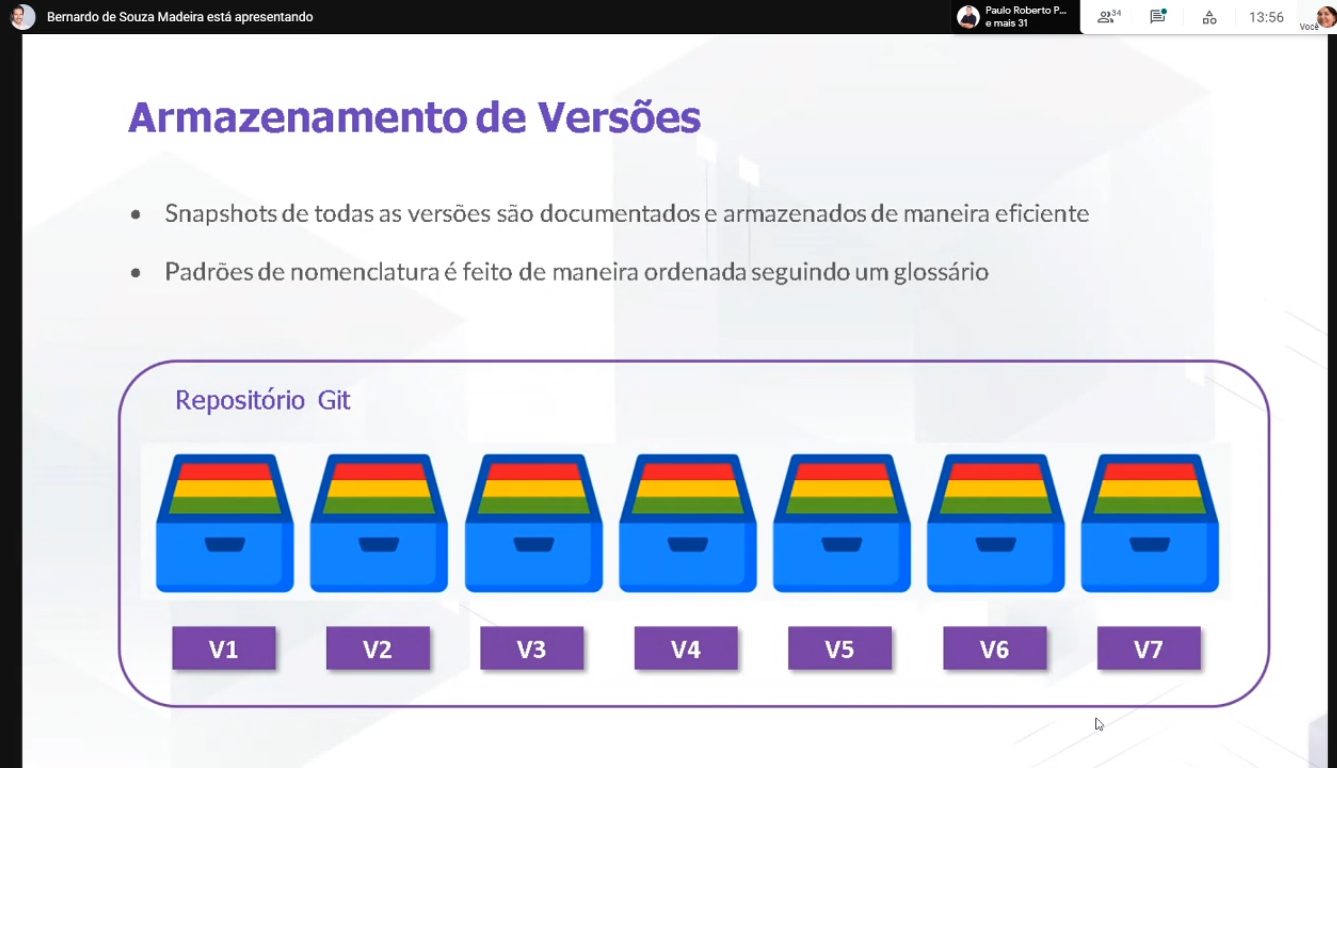 Bernardo de Souza Madeira está apresentando
Paulo Roberto P...
e mais 31
34
13:56
Você
Armazenamento de Versões
• Snapshots de todas as versões são documentados e armazenados de maneira eficiente
• Padrões de nomenclatura é feito de maneira ordenada seguindo um glossário
Repositório Git
V1 V2 V3 V4 V5 V6 V7